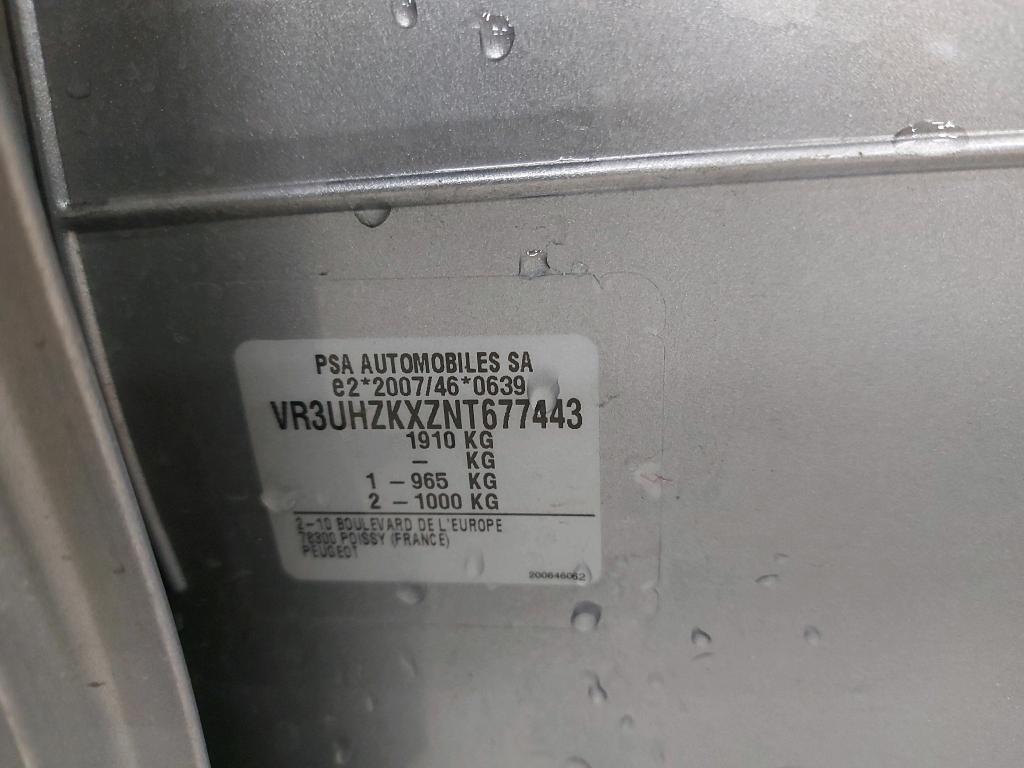 PSA AUTOMOBILES SA
e2*2007/46*0639
VR3UHZKXZNT677443
1910 KG
– KG
1 – 965 KG
2 – 1000 KG
2–10 BOULEVARD DE L'EUROPE
78300 POISSY (FRANCE)
PEUGEOT
200646062